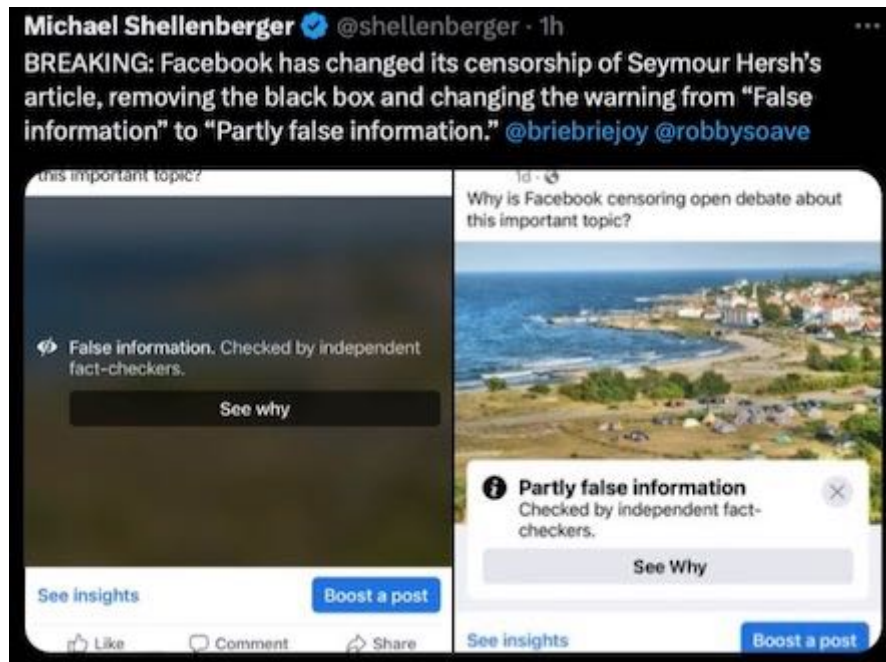 Michael Shellenberger @shellenberger · 1h
BREAKING: Facebook has changed its censorship of Seymour Hersh's
article, removing the black box and changing the warning from “False
information” to “Partly false information.” @briebriejoy @robbysoave
this important topic?
False information. Checked by independent
fact-checkers.
See why
See insights
Boost a post
Like
Comment
Share
1d ·
Why is Facebook censoring open debate about
this important topic?
Partly false information
Checked by independent fact-
checkers.
See Why
See insights
Boost a post